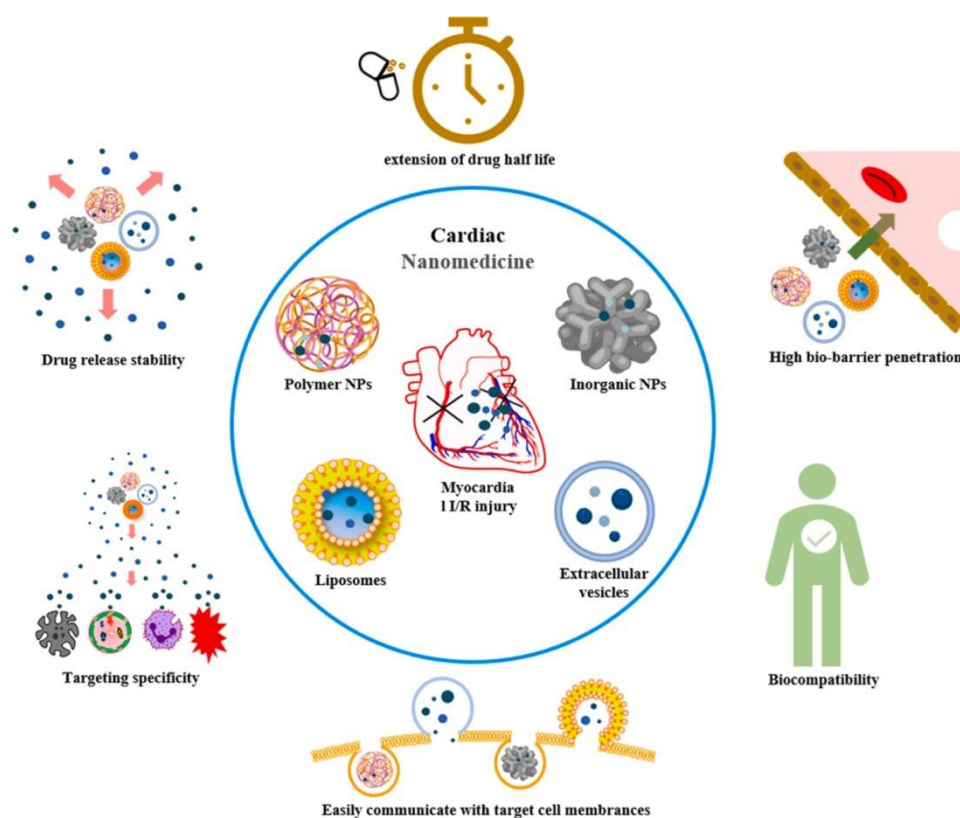 extension of drug half life
Cardiac
Nanomedicine
Drug release stability
High bio-barrier penetration
Polymer NPs
Inorganic NPs
Myocardia
l I/R injury
Liposomes
Extracellular
vesicles
Targeting specificity
Biocompatibility
Easily communicate with target cell membrances